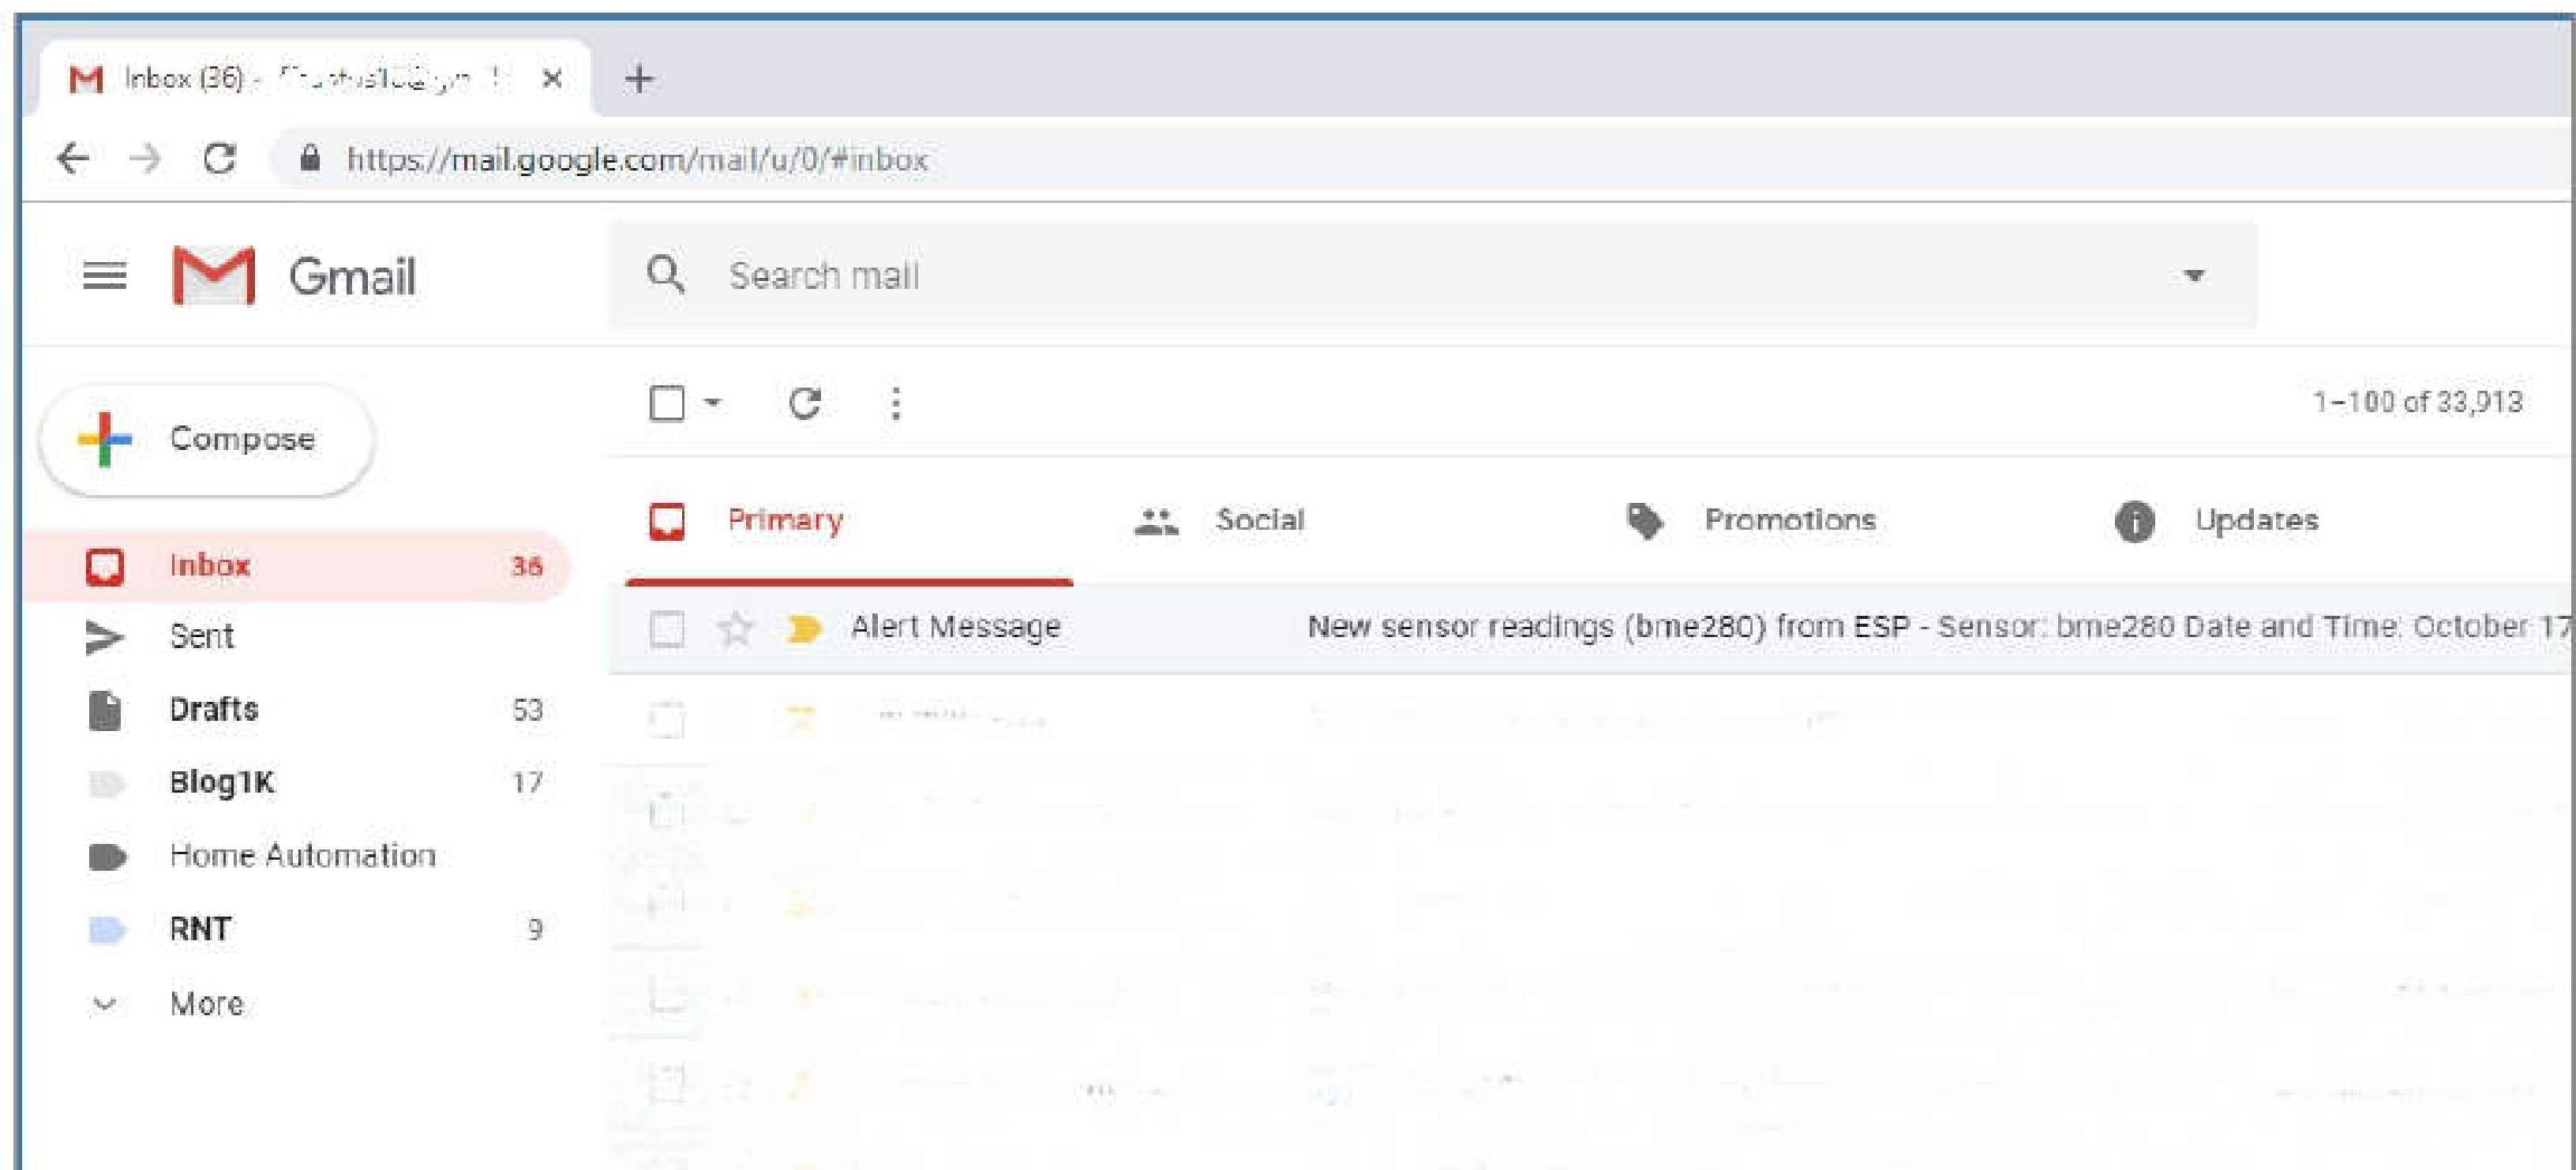 Inbox (36) -
https://mail.google.com/mail/u/0/#inbox
Gmail
Search mail
Compose
1–100 of 33,913
Primary
Social
Promotions
Updates
Inbox 36
Sent
Drafts 53
Blog1K 17
Home Automation
RNT 9
More
Alert Message New sensor readings (bme280) from ESP - Sensor: bme280 Date and Time: October 17